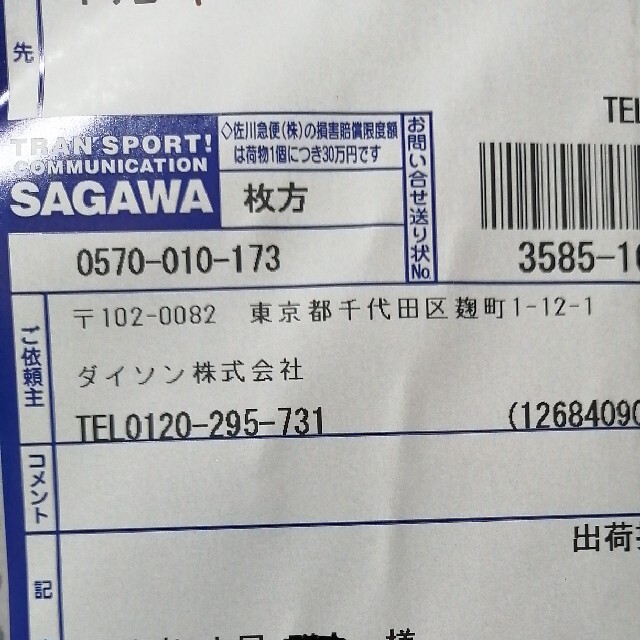 先
TEL
TRANSPORT!
COMMUNICATION
SAGAWA
◇佐川急便(株)の損害賠償限度額
は荷物1個につき30万円です
枚方
お問い合せ送り状No.
0570-010-173
3585-1
ご依頼主
〒102-0082 東京都千代田区麹町1-12-1
ダイソン株式会社
TEL0120-295-731
(12684090
コメント
出荷
記
様